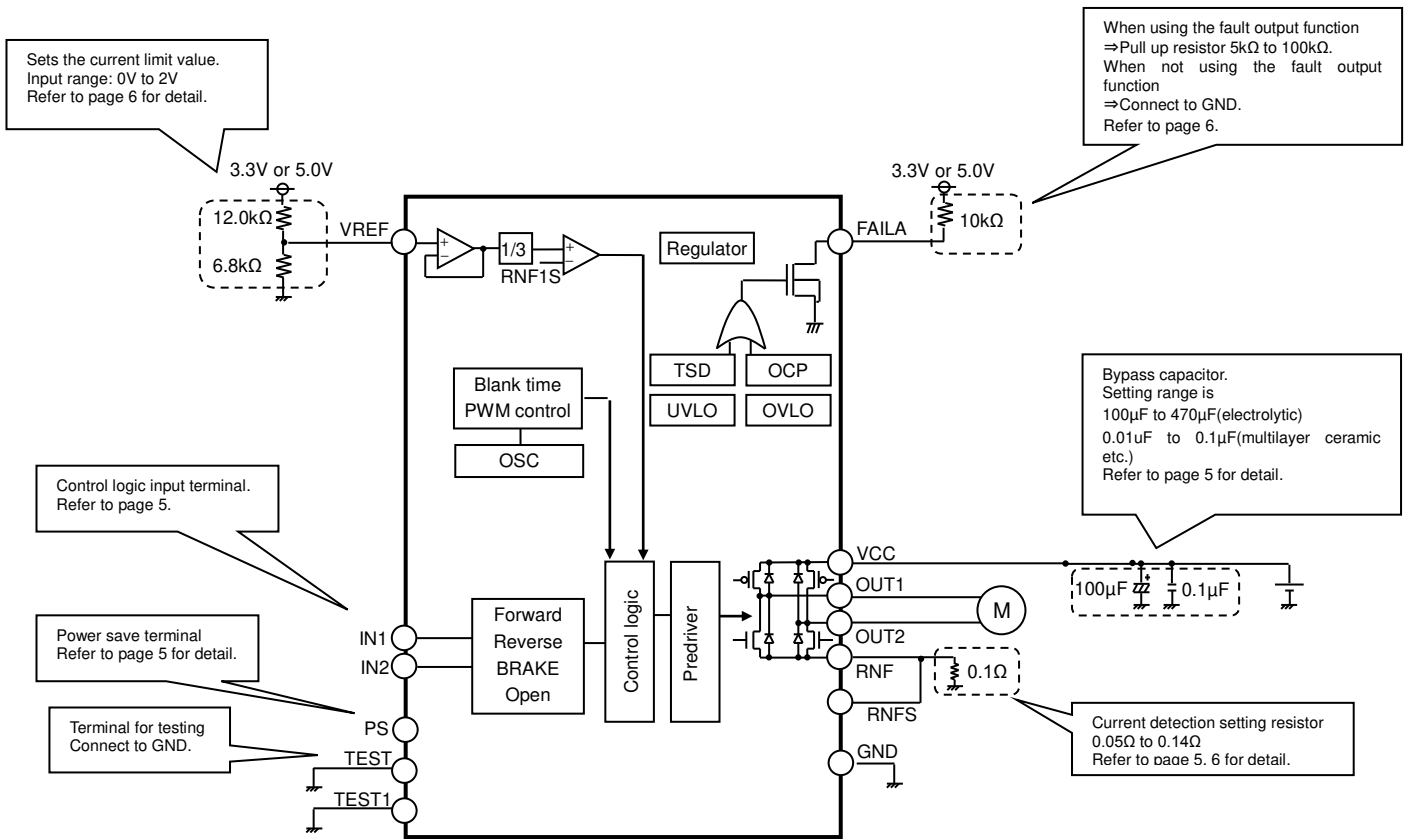 When using the fault output function
⇒Pull up resistor 5kΩ to 100kΩ.
When not using the fault output
function
⇒Connect to GND.
Refer to page 6.
Sets the current limit value.
Input range: 0V to 2V
Refer to page 6 for detail.
3.3V or 5.0V
12.0kΩ
6.8kΩ
VREF
+
−
1/3
+
−
RNF1S
Regulator
3.3V or 5.0V
FAILA
10kΩ
TSD
OCP
UVLO
OVLO
Blank time
PWM control
OSC
Bypass capacitor.
Setting range is
100µF to 470µF(electrolytic)
0.01uF to 0.1µF(multilayer ceramic
etc.)
Refer to page 5 for detail.
Control logic input terminal.
Refer to page 5.
Power save terminal
Refer to page 5 for detail.
Terminal for testing
Connect to GND.
IN1
IN2
PS
TEST
TEST1
Forward
Reverse
BRAKE
Open
Control logic
Predriver
VCC
OUT1
OUT2
RNF
RNFS
GND
M
100µF
+
0.1µF
0.1Ω
Current detection setting resistor
0.05Ω to 0.14Ω
Refer to page 5, 6 for detail.